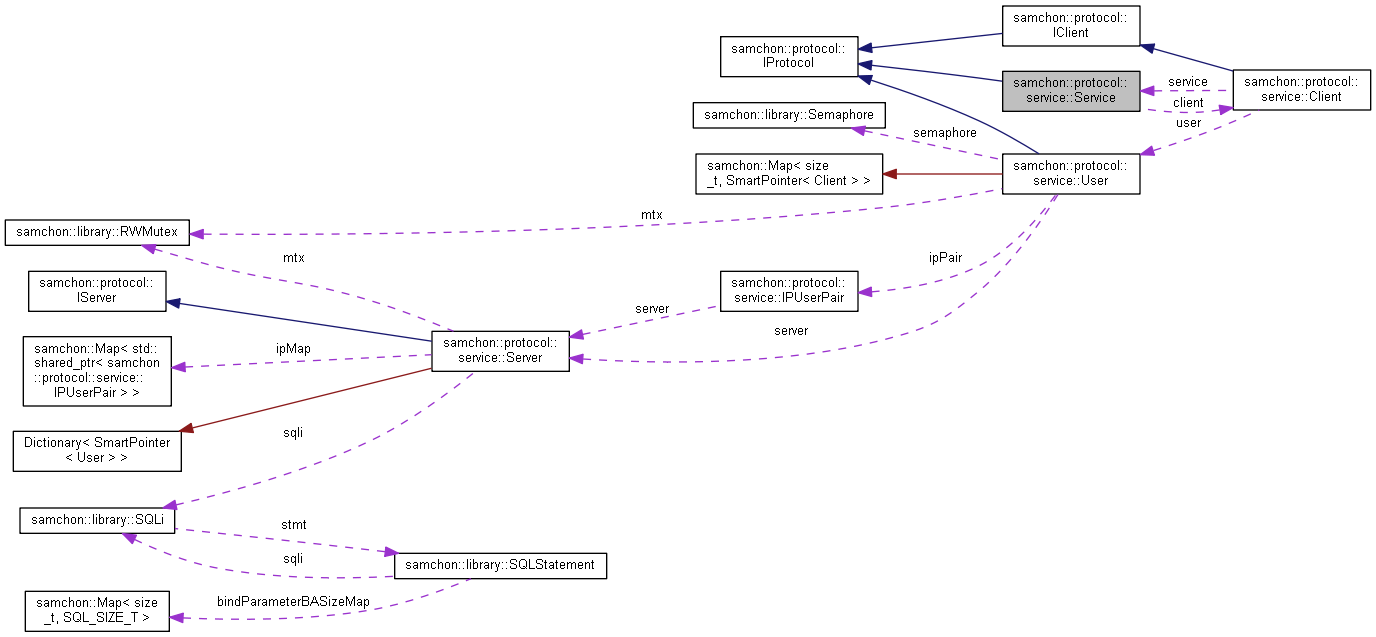 samchon::protocol::
IClient
samchon::protocol::
IProtocol
samchon::protocol::
service::Service
service
client
user
samchon::protocol::
service::Client
samchon::library::Semaphore
semaphore
samchon::Map< size
_t, SmartPointer< Client > >
samchon::protocol::
service::User
mtx
samchon::library::RWMutex
mtx
ipPair
samchon::protocol::
IServer
samchon::protocol::
service::IPUserPair
server
server
samchon::protocol::
service::Server
ipMap
samchon::Map< std::
shared_ptr< samchon
::protocol::service::
IPUserPair > >
Dictionary< SmartPointer
< User > >
sqli
samchon::library::SQLi
stmt
sqli
samchon::library::SQLStatement
bindParameterBASizeMap
samchon::Map< size
_t, SQL_SIZE_T >